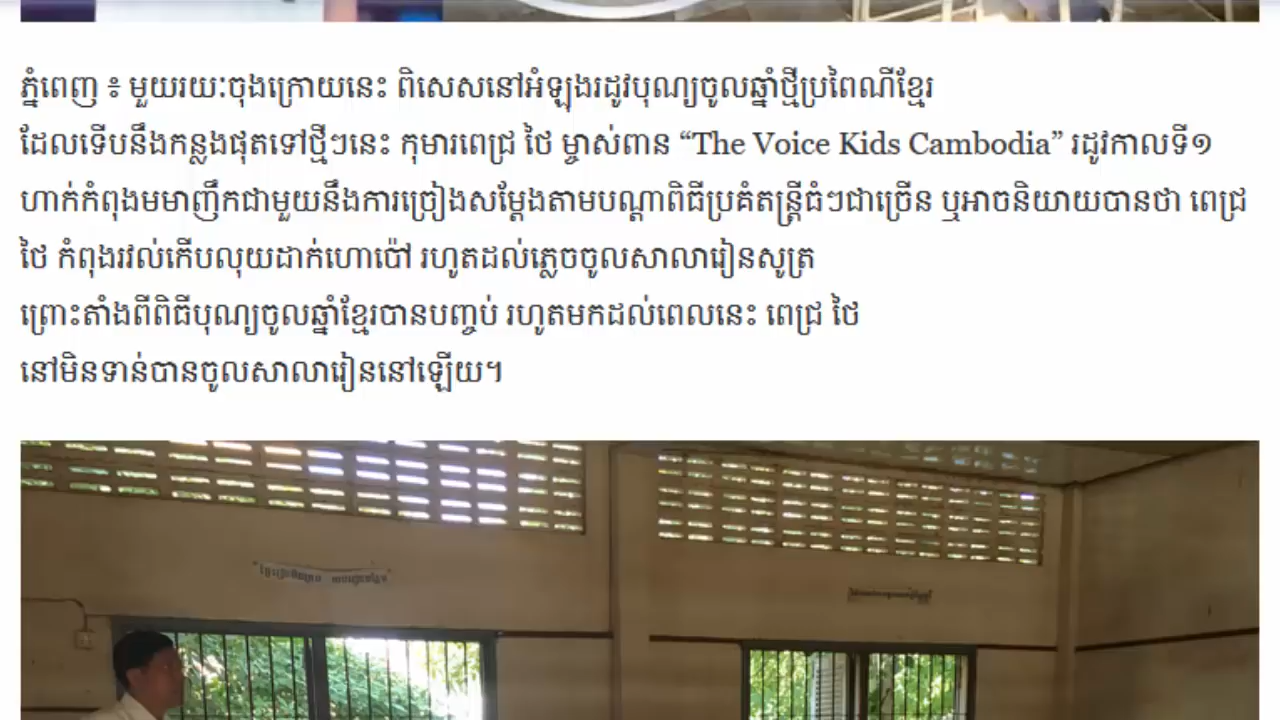 ភ្នំពេញ ៖ មួយរយៈចុងក្រោយនេះ ពិសេសនៅអំឡុងរដូវបុណ្យចូលឆ្នាំថ្មីប្រពៃណីខ្មែរ
ដែលទើបនឹងកន្លងផុតទៅថ្មីៗនេះ កុមារពេជ្រ ថៃ ម្ចាស់ពាន “The Voice Kids Cambodia” រដូវកាលទី១
ហាក់កំពុងមមាញឹកជាមួយនឹងការច្រៀងសម្តែងតាមបណ្តាពិធីប្រគំតន្ត្រីធំៗជាច្រើន ឬអាចនិយាយបានថា ពេជ្រ
ថៃ កំពុងរវល់កើបលុយដាក់ហោប៉ៅ រហូតដល់ភ្លេចចូលសាលារៀនសូត្រ
ព្រោះតាំងពីពិធីបុណ្យចូលឆ្នាំខ្មែរបានបញ្ចប់ រហូតមកដល់ពេលនេះ ពេជ្រ ថៃ
នៅមិនទាន់បានចូលសាលារៀននៅឡើយ។